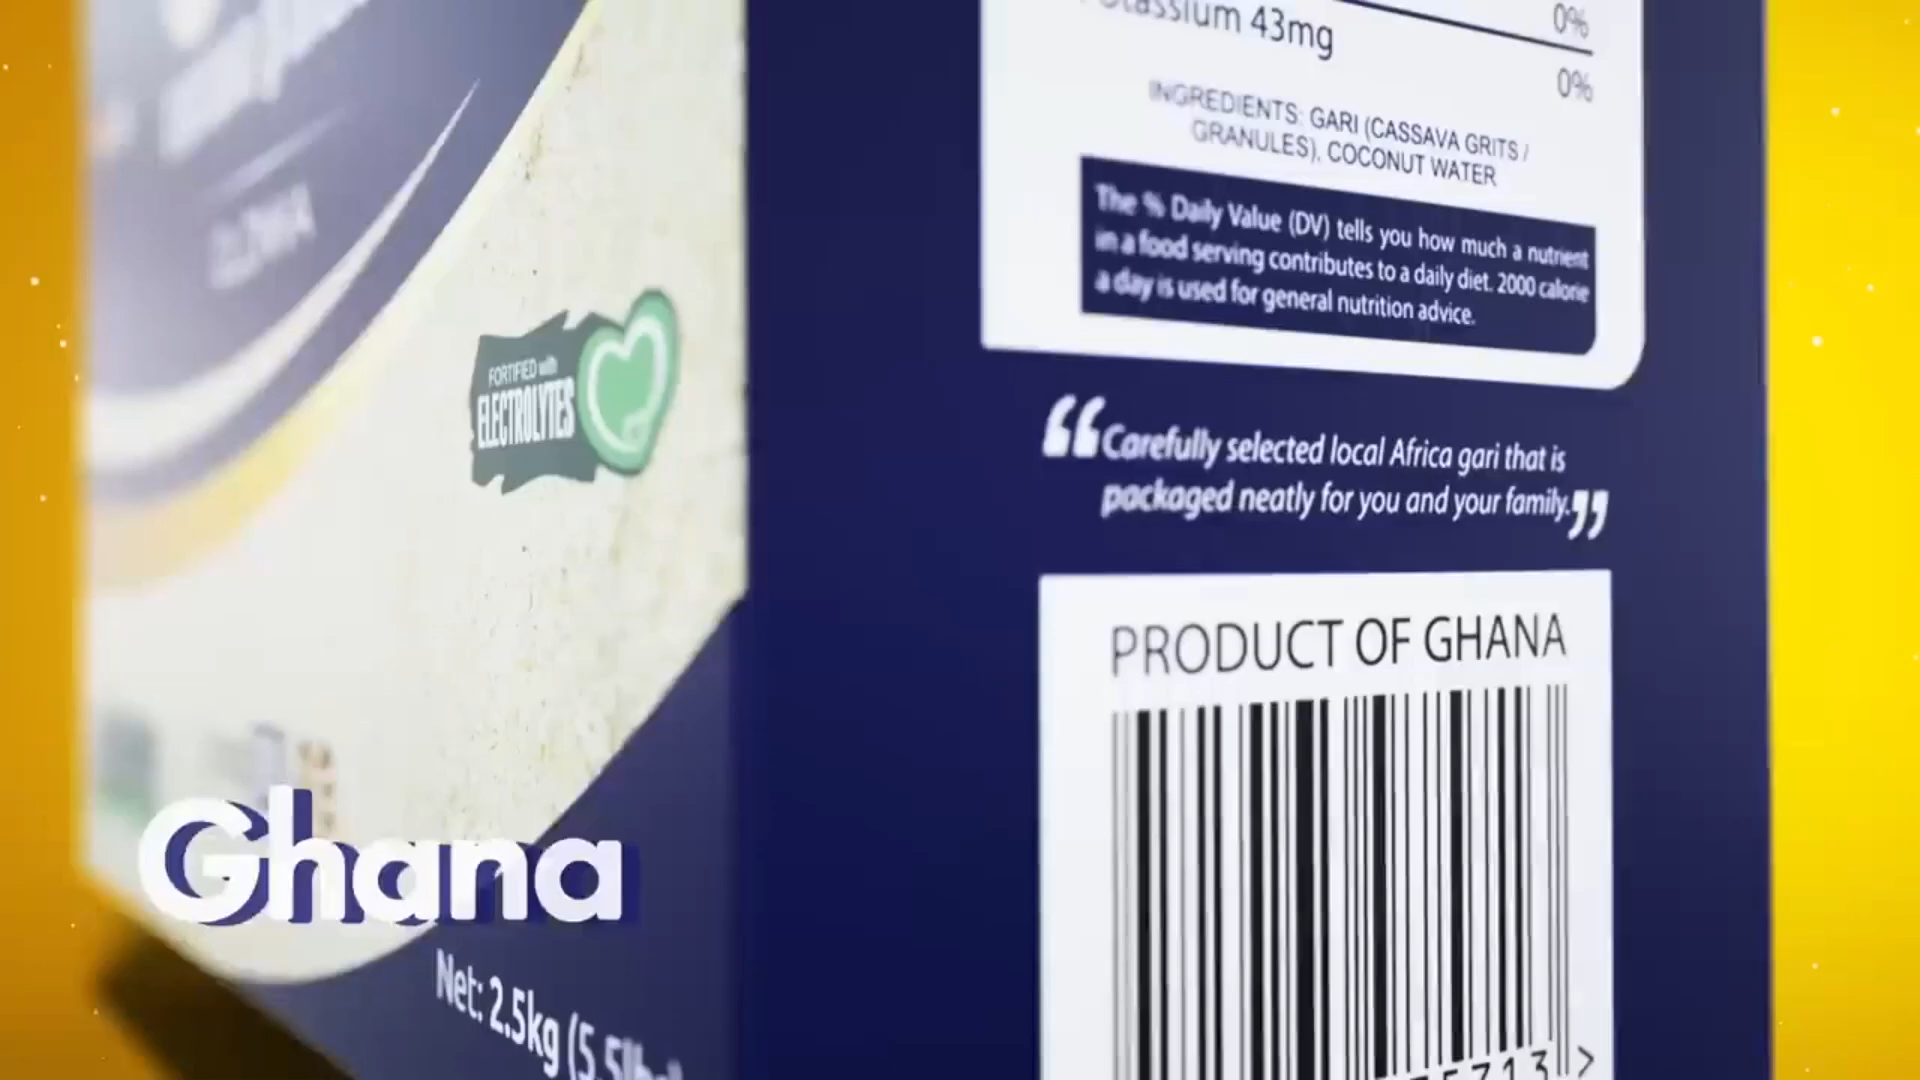 Potassium 43mg
0%
0%
INGREDIENTS: GARI (CASSAVA GRITS /
GRANULES), COCONUT WATER
The % Daily Value (DV) tells you how much a nutrient
in a food serving contributes to a daily diet. 2000 calorie
a day is used for general nutrition advice.
FORTIFIED with
ELECTROLYTES
“Carefully selected local Africa gari that is
packaged neatly for you and your family.”
PRODUCT OF GHANA
Ghana
Net: 2.5kg (5.5lbs)